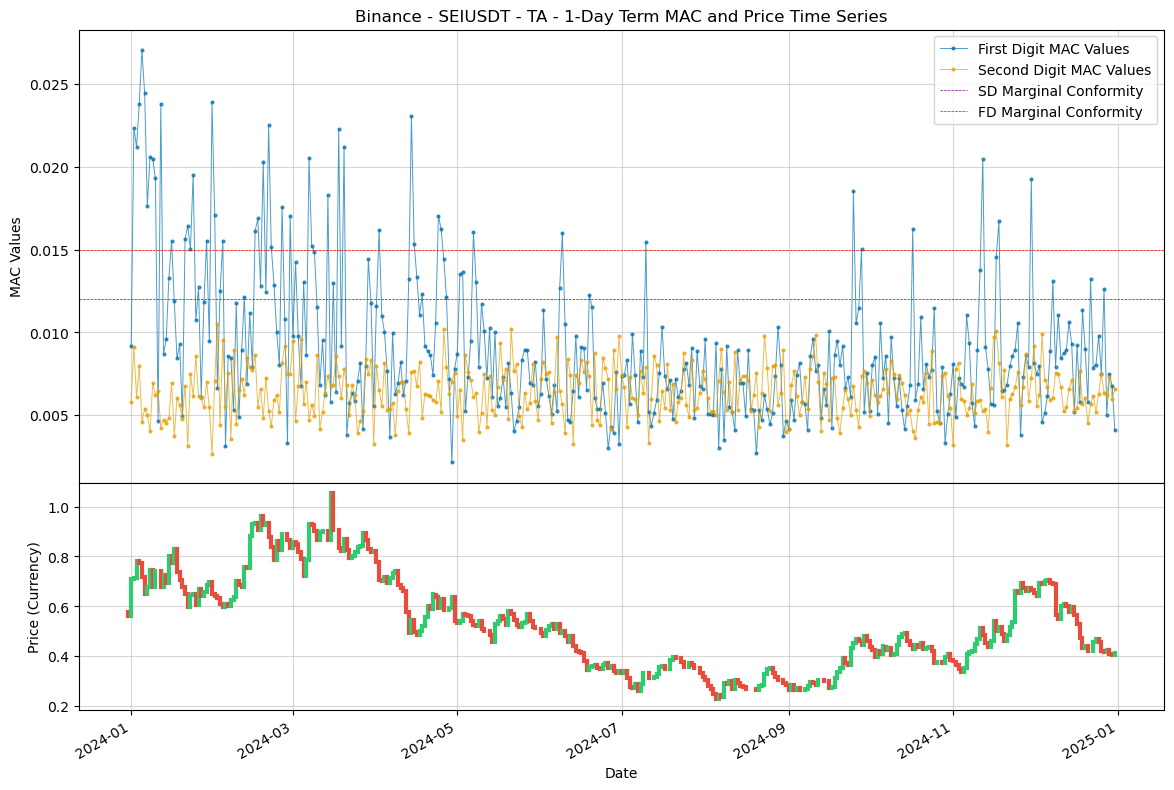 Binance - SEIUSDT - TA - 1-Day Term MAC and Price Time Series
First Digit MAC Values
Second Digit MAC Values
SD Marginal Conformity
FD Marginal Conformity
MAC Values
0.025
0.020
0.015
0.010
0.005
Price (Currency)
1.0
0.8
0.6
0.4
0.2
2024-01
2024-03
2024-05
2024-07
2024-09
2024-11
2025-01
Date